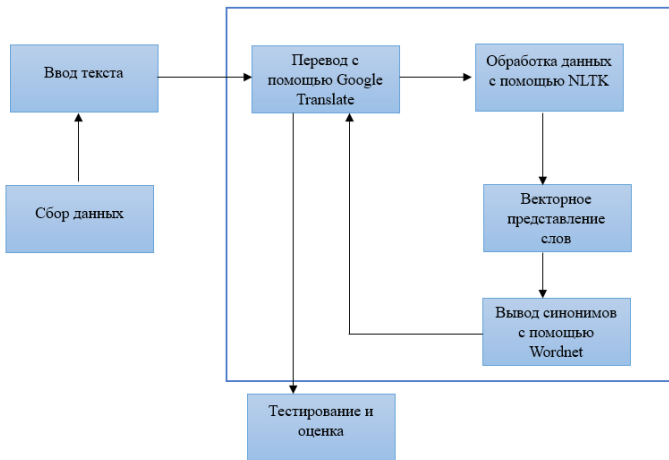 Ввод текста
Перевод с
помощью Google
Translate
Обработка данных
с помощью NLTK
Сбор данных
Векторное
представление
слов
Вывод синонимов
с помощью
Wordnet
Тестирование и
оценка